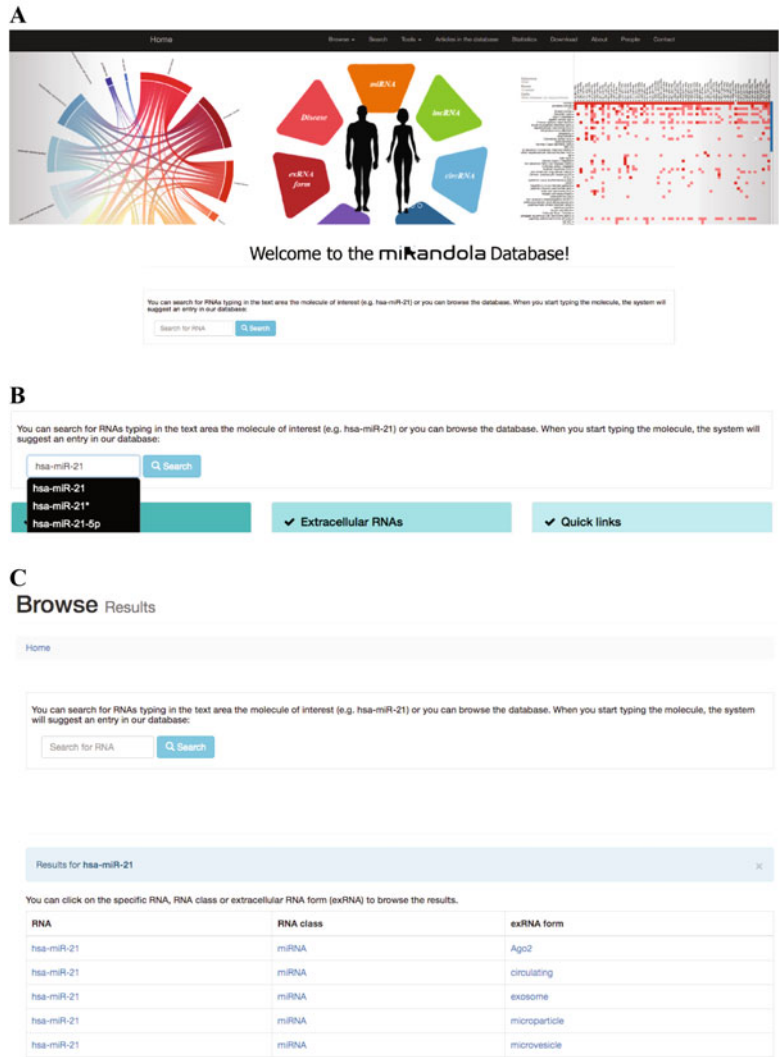 A
Home Browse Search Tools Articles in the database Statistics Download About People Contact
miRNA
Disease
lncRNA
exRNA form
circRNA
Welcome to the miRandola Database!
You can search for RNAs typing in the text area the molecule of interest (e.g. hsa-miR-21) or you can browse the database. When you start typing the molecule, the system will
suggest an entry in our database:
Search for RNA Search
B
You can search for RNAs typing in the text area the molecule of interest (e.g. hsa-miR-21) or you can browse the database. When you start typing the molecule, the system will
suggest an entry in our database:
hsa-miR-21 Search
hsa-miR-21
hsa-miR-21*
hsa-miR-21-5p
Extracellular RNAs
Quick links
C
Browse Results
Home
You can search for RNAs typing in the text area the molecule of interest (e.g. hsa-miR-21) or you can browse the database. When you start typing the molecule, the system
will suggest an entry in our database:
Search for RNA Search
Results for hsa-miR-21 ×
You can click on the specific RNA, RNA class or extracellular RNA form (exRNA) to browse the results.
RNA RNA class exRNA form
hsa-miR-21 miRNA Ago2
hsa-miR-21 miRNA circulating
hsa-miR-21 miRNA exosome
hsa-miR-21 miRNA microparticle
hsa-miR-21 miRNA microvesicle